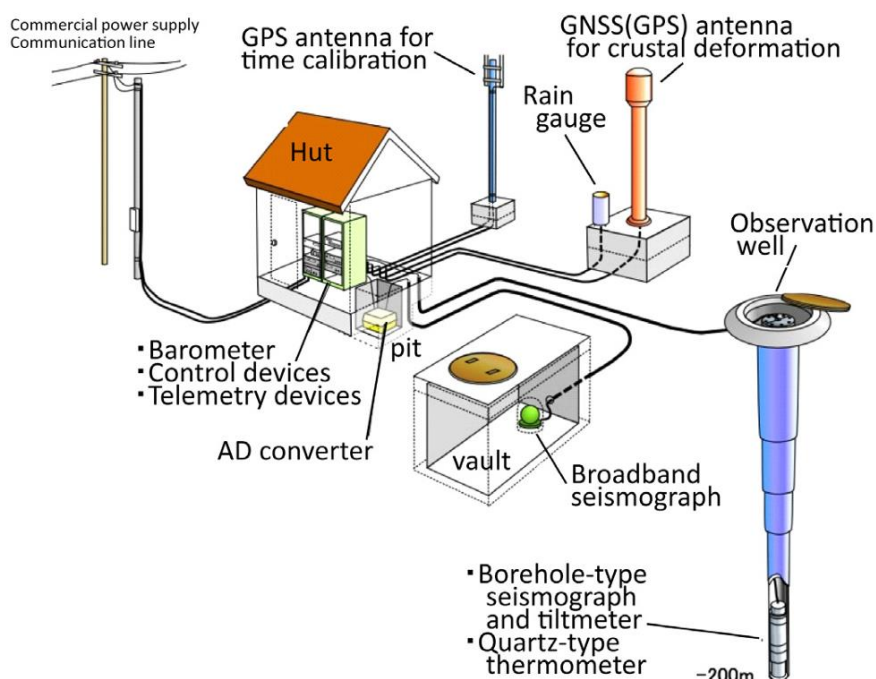 Commercial power supply
Communication line
GPS antenna for
time calibration
GNSS(GPS) antenna
for crustal deformation
Rain
gauge
Hut
Observation
well
▪Barometer
▪Control devices
▪Telemetry devices
pit
AD converter
vault
Broadband
seismograph
▪Borehole-type
seismograph
and tiltmeter
▪Quartz-type
thermometer
−200m